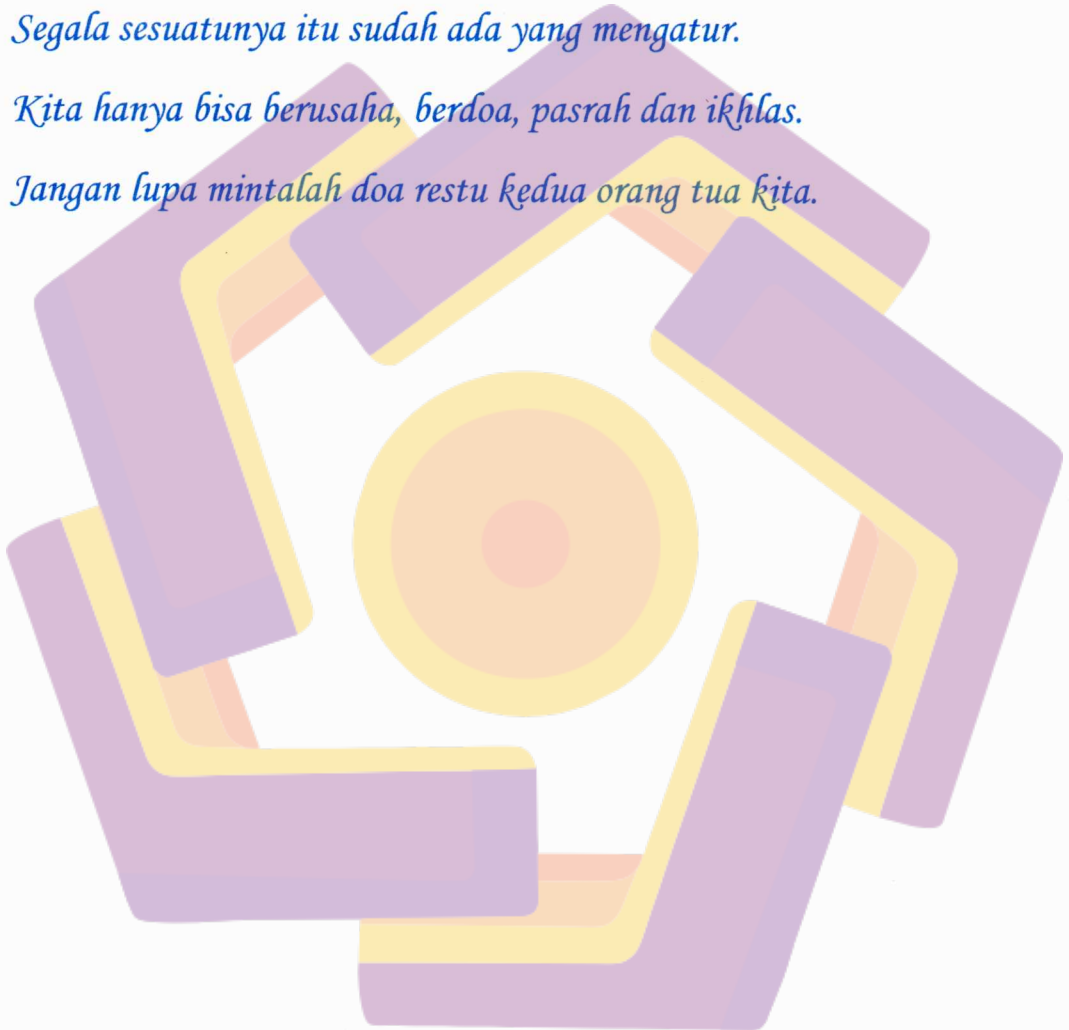 Segala sesuatunya itu sudah ada yang mengatur.
Kita hanya bisa berusaha, berdoa, pasrah dan ikhlas.
Jangan lupa mintalah doa restu kedua orang tua kita.